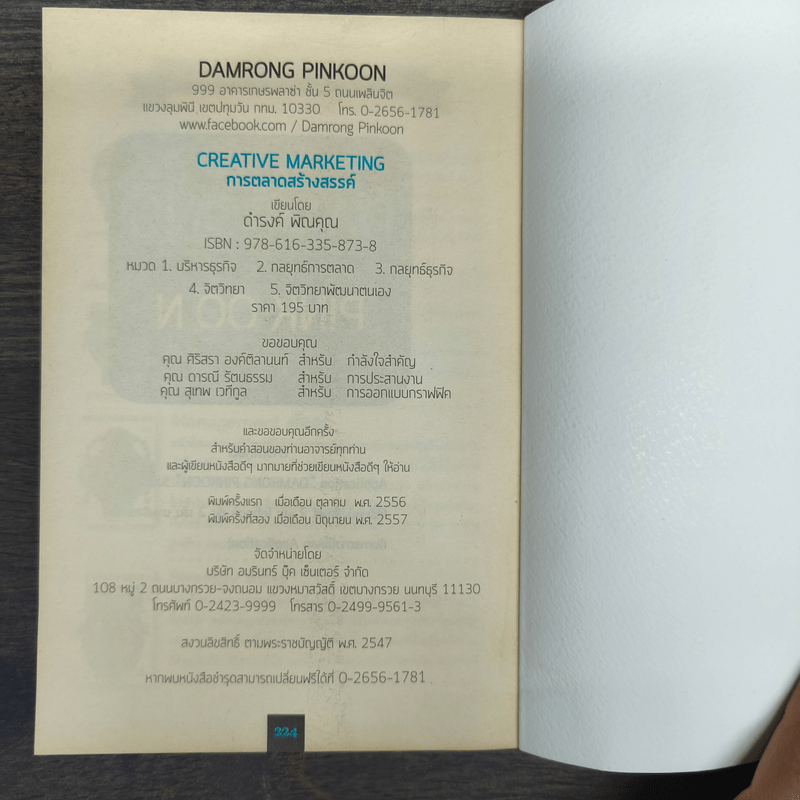 DAMRONG PINKOON
999 อาคารเกษรพลาซ่า ชั้น 5 ถนนเพลินจิต
แขวงลุมพินี เขตปทุมวัน กทม. 10330 โทร. 0-2656-1781
www.facebook.com / Damrong Pinkoon
CREATIVE MARKETING
การตลาดสร้างสรรค์
เขียนโดย
ดำรงค์ พิณคุณ
ISBN : 978-616-335-873-8
หมวด 1. บริหารธุรกิจ 2. กลยุทธ์การตลาด 3. กลยุทธ์ธุรกิจ
4. จิตวิทยา 5. จิตวิทยาพัฒนาตนเอง
ราคา 195 บาท
ขอขอบคุณ
คุณ ศิริสรา องค์ติลานนท์ สำหรับ กำลังใจสำคัญ
คุณ ดารณี รัตนธรรม สำหรับ การประสานงาน
คุณ สุเทพ เวทีกูล สำหรับ การออกแบบกราฟฟิค
และขอขอบคุณอีกครั้ง
สำหรับคำสอนของท่านอาจารย์ทุกท่าน
และผู้เขียนหนังสือดีๆ มากมายที่ช่วยเขียนหนังสือดีๆ ให้อ่าน
พิมพ์ครั้งแรก เมื่อเดือน ตุลาคม พ.ศ. 2556
พิมพ์ครั้งที่สอง เมื่อเดือน มิถุนายน พ.ศ. 2557
จัดจำหน่ายโดย
บริษัท อมรินทร์ บุ๊ค เซ็นเตอร์ จำกัด
108 หมู่ 2 ถนนบางกรวย-จงถนอม แขวงหมาสวัสดิ์ เขตบางกรวย นนทบุรี 11130
โทรศัพท์ 0-2423-9999 โทรสาร 0-2499-9561-3
สงวนลิขสิทธิ์ ตามพระราชบัญญัติ พ.ศ. 2547
หากพบหนังสือชำรุดสามารถเปลี่ยนฟรีได้ที่ 0-2656-1781
224